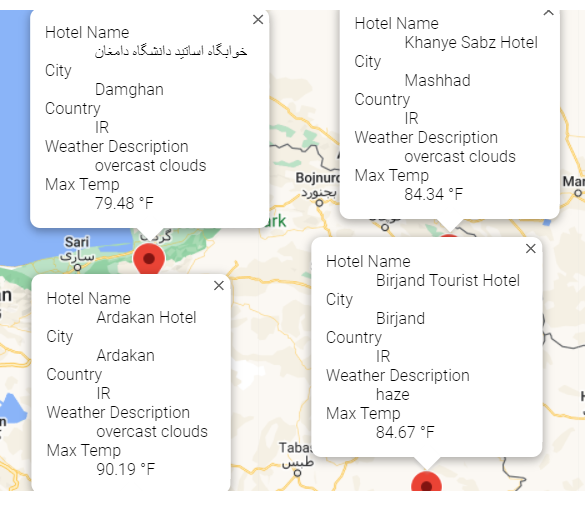 Hotel Name
خوابگاه اساتید دانشگاه دامغان
City
Damghan
Country
IR
Weather Description
overcast clouds
Max Temp
79.48 °F
Hotel Name
Khanye Sabz Hotel
City
Mashhad
Country
IR
Weather Description
overcast clouds
Max Temp
84.34 °F
Bojnurd
بجنورد
Mar
rk
Sari
ساری
Hotel Name
Ardakan Hotel
City
Ardakan
Country
IR
Weather Description
overcast clouds
Max Temp
90.19 °F
Hotel Name
Birjand Tourist Hotel
City
Birjand
Country
IR
Weather Description
haze
Max Temp
84.67 °F
Tabas
طبس